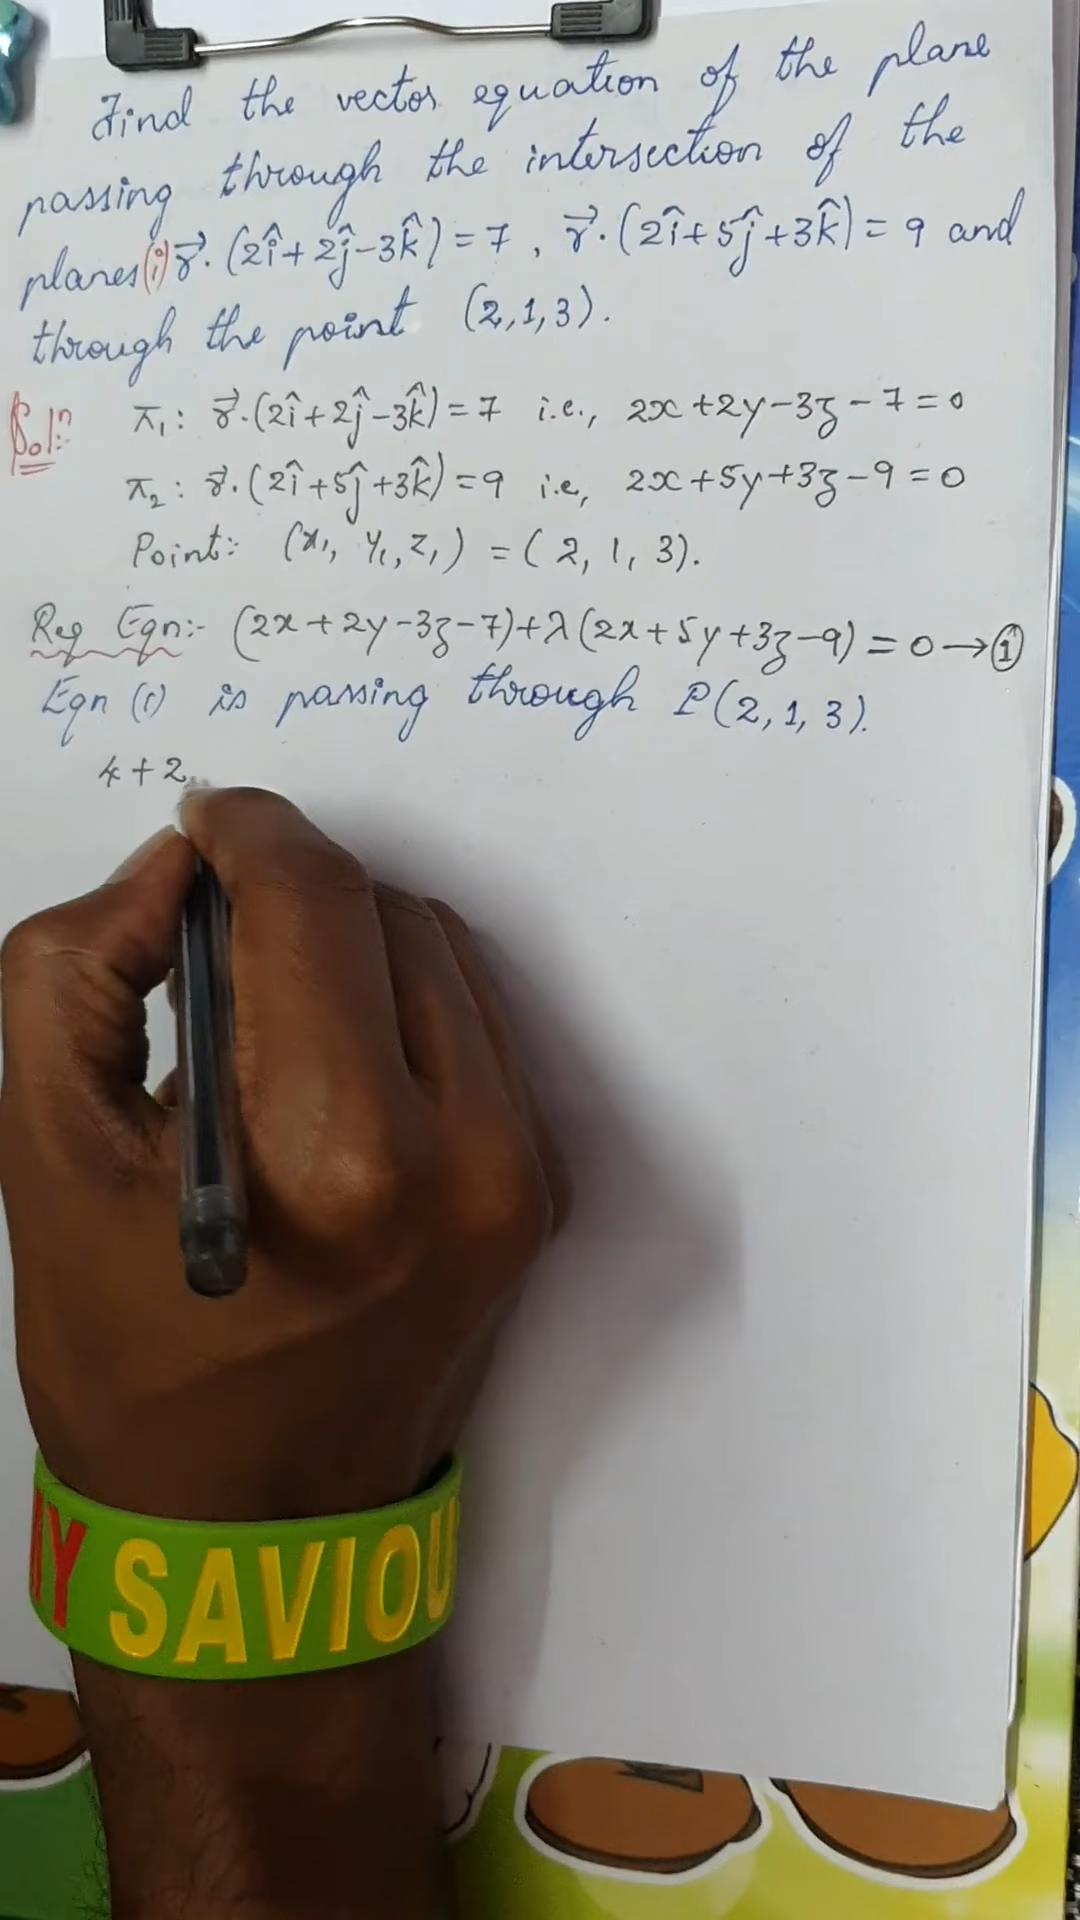 Find the vector equation of the plane
passing through the intersection of the
planes (i) r⃗.(2î+2ĵ-3k̂)=7, r⃗.(2î+5ĵ+3k̂)=9 and
through the point (2,1,3).
Sol:n π₁: r⃗.(2î+2ĵ-3k̂)=7 i.e., 2x+2y-3z-7=0
π₂: r⃗.(2î+5ĵ+3k̂)=9 i.e, 2x+5y+3z-9=0
Point:- (x₁, y₁, z₁) = (2, 1, 3).
Req Eqn:- (2x+2y-3z-7)+λ(2x+5y+3z-9)=0→①
Eqn (1) is passing through P(2,1,3).
4+2
MY SAVIOU